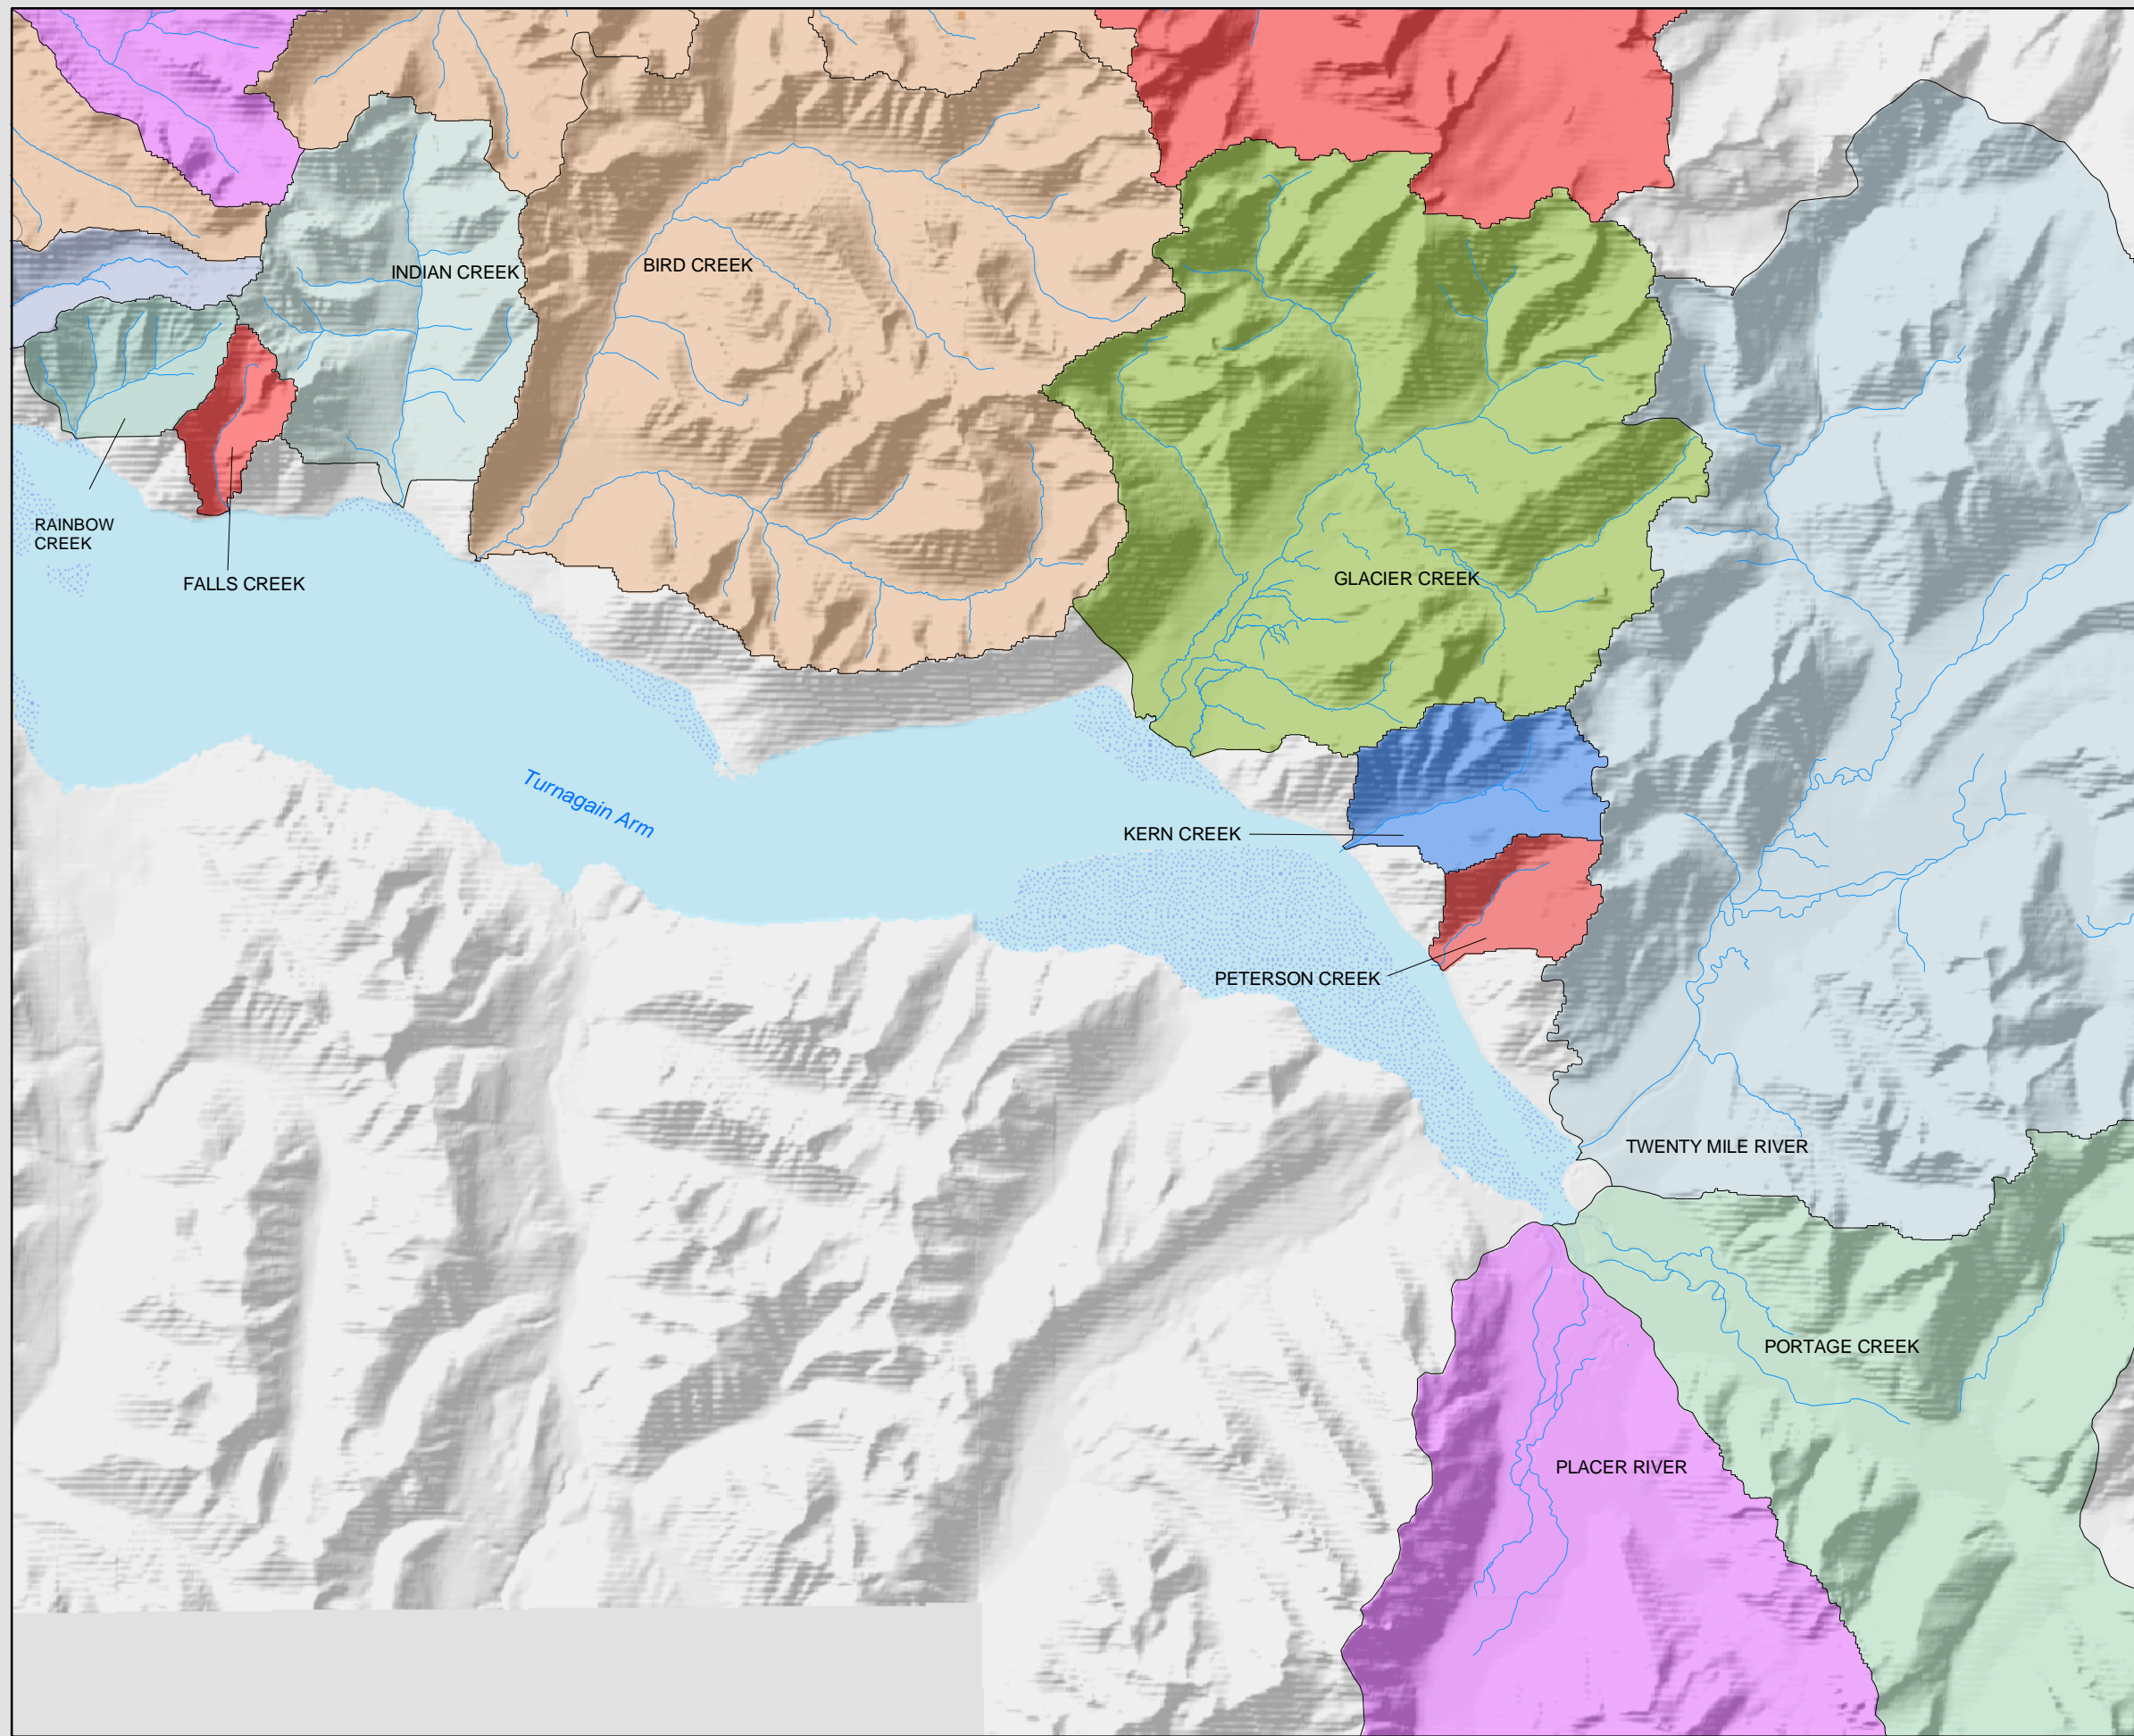 BIRD CREEK
INDIAN CREEK
RAINBOW
CREEK
FALLS CREEK
GLACIER CREEK
Turnagain Arm
KERN CREEK
PETERSON CREEK
TWENTY MILE RIVER
PORTAGE CREEK
PLACER RIVER